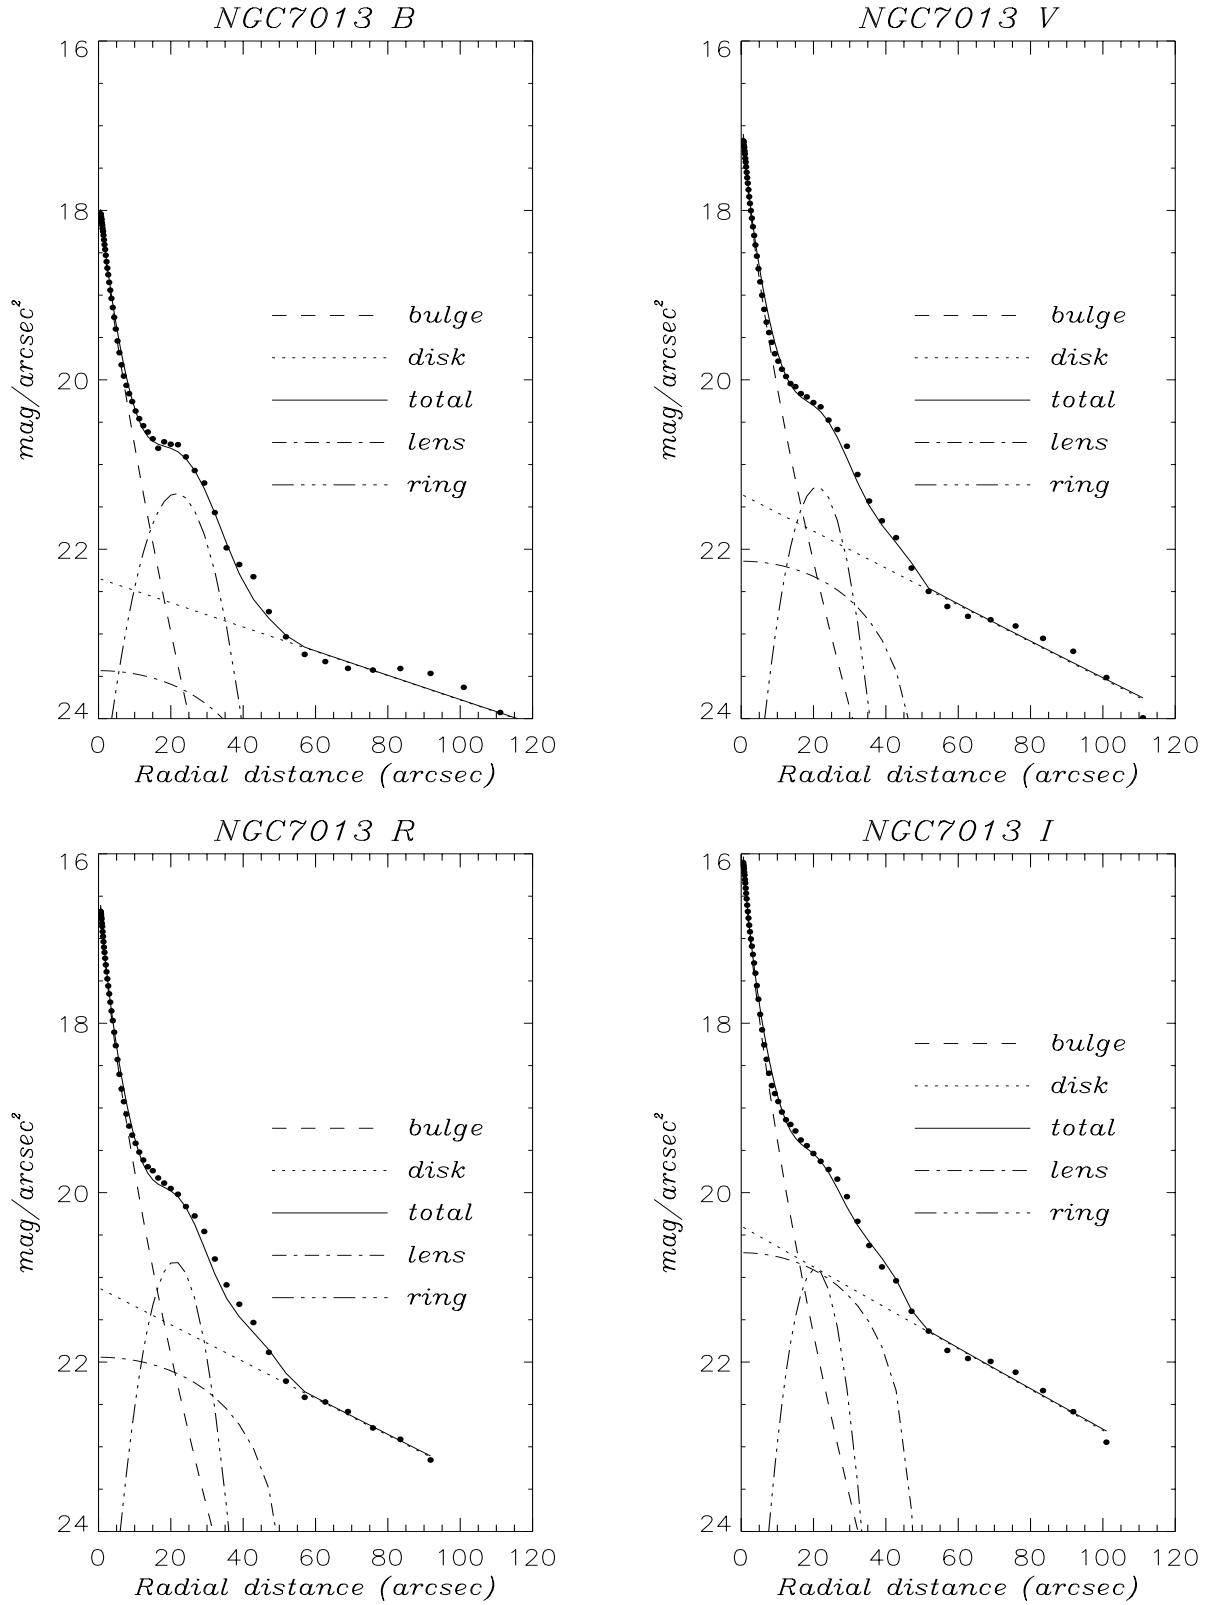 NGC7013 B
16
18
20
22
24
mag/arcsec²
bulge
disk
total
lens
ring
0 20 40 60 80 100 120
Radial distance (arcsec)
NGC7013 V
16
18
20
22
24
mag/arcsec²
bulge
disk
total
lens
ring
0 20 40 60 80 100 120
Radial distance (arcsec)
NGC7013 R
16
18
20
22
24
mag/arcsec²
bulge
disk
total
lens
ring
0 20 40 60 80 100 120
Radial distance (arcsec)
NGC7013 I
16
18
20
22
24
mag/arcsec²
bulge
disk
total
lens
ring
0 20 40 60 80 100 120
Radial distance (arcsec)